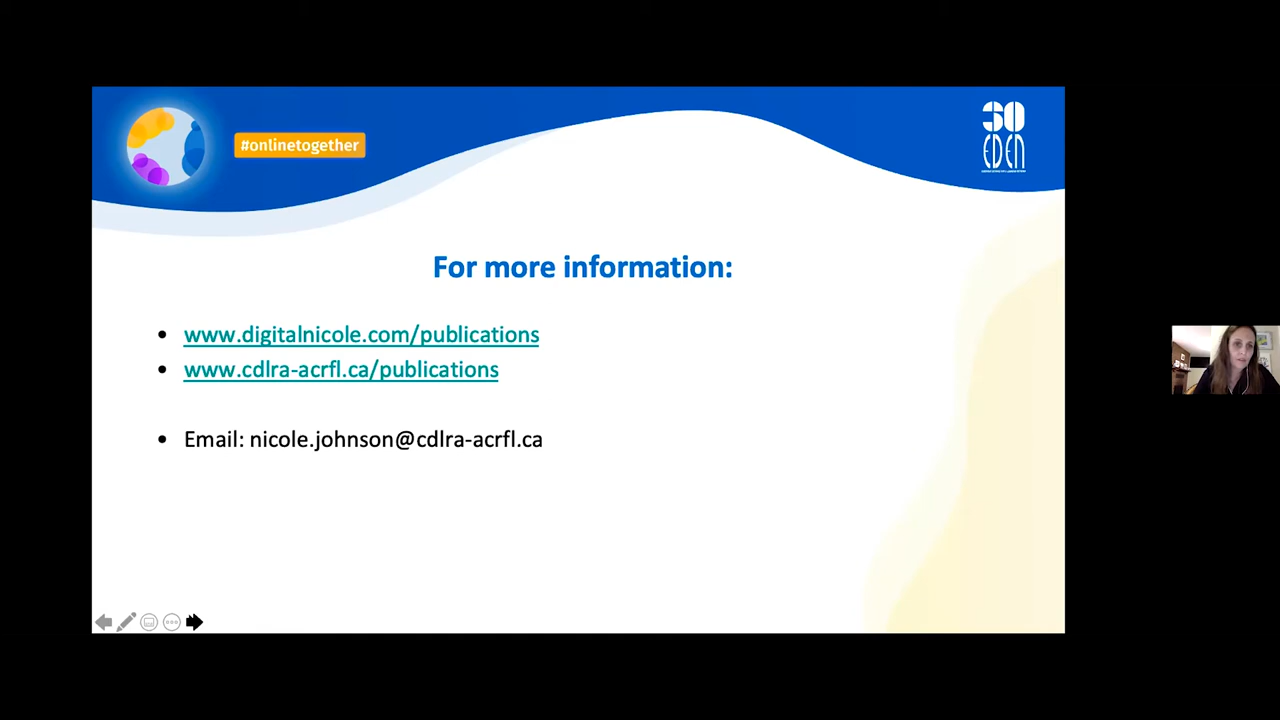 #onlinetogether
30
EDEN
For more information:
• www.digitalnicole.com/publications
• www.cdlra-acrfl.ca/publications
• Email: nicole.johnson@cdlra-acrfl.ca